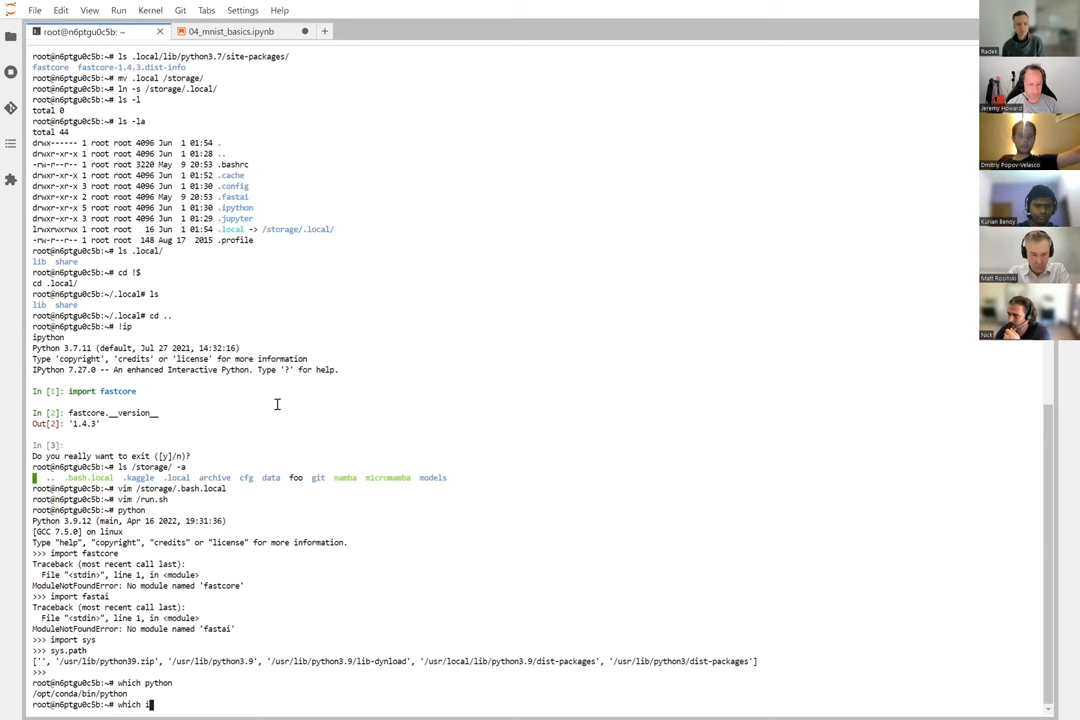 File Edit View Run Kernel Git Tabs Settings Help
root@n6ptgu0c5b: ~ 04_mnist_basics.ipynb
root@n6ptgu0c5b:~# ls .local/lib/python3.7/site-packages/
fastcore fastcore-1.4.3.dist-info
root@n6ptgu0c5b:~# mv .local /storage/
root@n6ptgu0c5b:~# ln -s /storage/.local/
root@n6ptgu0c5b:~# ls -l
total 0
root@n6ptgu0c5b:~# ls -la
total 44
drwx------ 1 root root 4096 Jun 1 01:54 .
drwxr-xr-x 1 root root 4096 Jun 1 01:28 ..
-rw-r--r-- 1 root root 3220 May 9 20:53 .bashrc
drwxr-xr-x 1 root root 4096 Jun 1 01:52 .cache
drwxr-xr-x 3 root root 4096 Jun 1 01:30 .config
drwxr-xr-x 2 root root 4096 May 9 20:53 .fastai
drwxr-xr-x 5 root root 4096 Jun 1 01:30 .ipython
drwxr-xr-x 3 root root 4096 Jun 1 01:29 .jupyter
lrwxrwxrwx 1 root root 16 Jun 1 01:54 .local -> /storage/.local/
-rw-r--r-- 1 root root 148 Aug 17 2015 .profile
root@n6ptgu0c5b:~# ls .local/
lib share
root@n6ptgu0c5b:~# cd !$
cd .local/
root@n6ptgu0c5b:~/.local# ls
lib share
root@n6ptgu0c5b:~/.local# cd ..
root@n6ptgu0c5b:~# !ip
ipython
Python 3.7.11 (default, Jul 27 2021, 14:32:16)
Type 'copyright', 'credits' or 'license' for more information
IPython 7.27.0 -- An enhanced Interactive Python. Type '?' for help.
In [1]: import fastcore
In [2]: fastcore.__version__
Out[2]: '1.4.3'
In [3]:
Do you really want to exit ([y]/n)?
root@n6ptgu0c5b:~# ls /storage/ -a
. .. .bash.local .kaggle .local archive cfg data foo git mamba micromamba models
root@n6ptgu0c5b:~# vim /storage/.bash.local
root@n6ptgu0c5b:~# vim /run.sh
root@n6ptgu0c5b:~# python
Python 3.9.12 (main, Apr 16 2022, 19:31:36)
[GCC 7.5.0] on linux
Type "help", "copyright", "credits" or "license" for more information.
>>> import fastcore
Traceback (most recent call last):
File "<stdin>", line 1, in <module>
ModuleNotFoundError: No module named 'fastcore'
>>> import fastai
Traceback (most recent call last):
File "<stdin>", line 1, in <module>
ModuleNotFoundError: No module named 'fastai'
>>> import sys
>>> sys.path
['', '/usr/lib/python39.zip', '/usr/lib/python3.9', '/usr/lib/python3.9/lib-dynload', '/usr/local/lib/python3.9/dist-packages', '/usr/lib/python3/dist-packages']
>>>
root@n6ptgu0c5b:~# which python
/opt/conda/bin/python
root@n6ptgu0c5b:~# which i
Radek
Jeremy Howard
Dmitriy Popov-Velasco
Kurian Benoy
Matt Rosinski
Nick